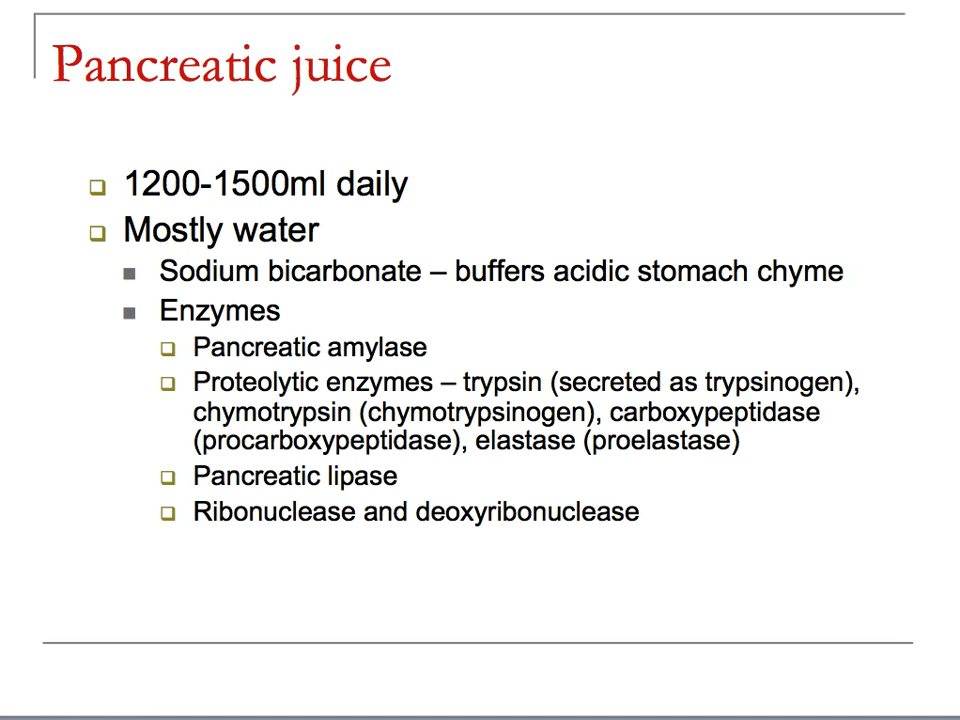 Pancreatic juice
1200-1500ml daily
Mostly water
Sodium bicarbonate – buffers acidic stomach chyme
Enzymes
Pancreatic amylase
Proteolytic enzymes – trypsin (secreted as trypsinogen),
chymotrypsin (chymotrypsinogen), carboxypeptidase
(procarboxypeptidase), elastase (proelastase)
Pancreatic lipase
Ribonuclease and deoxyribonuclease